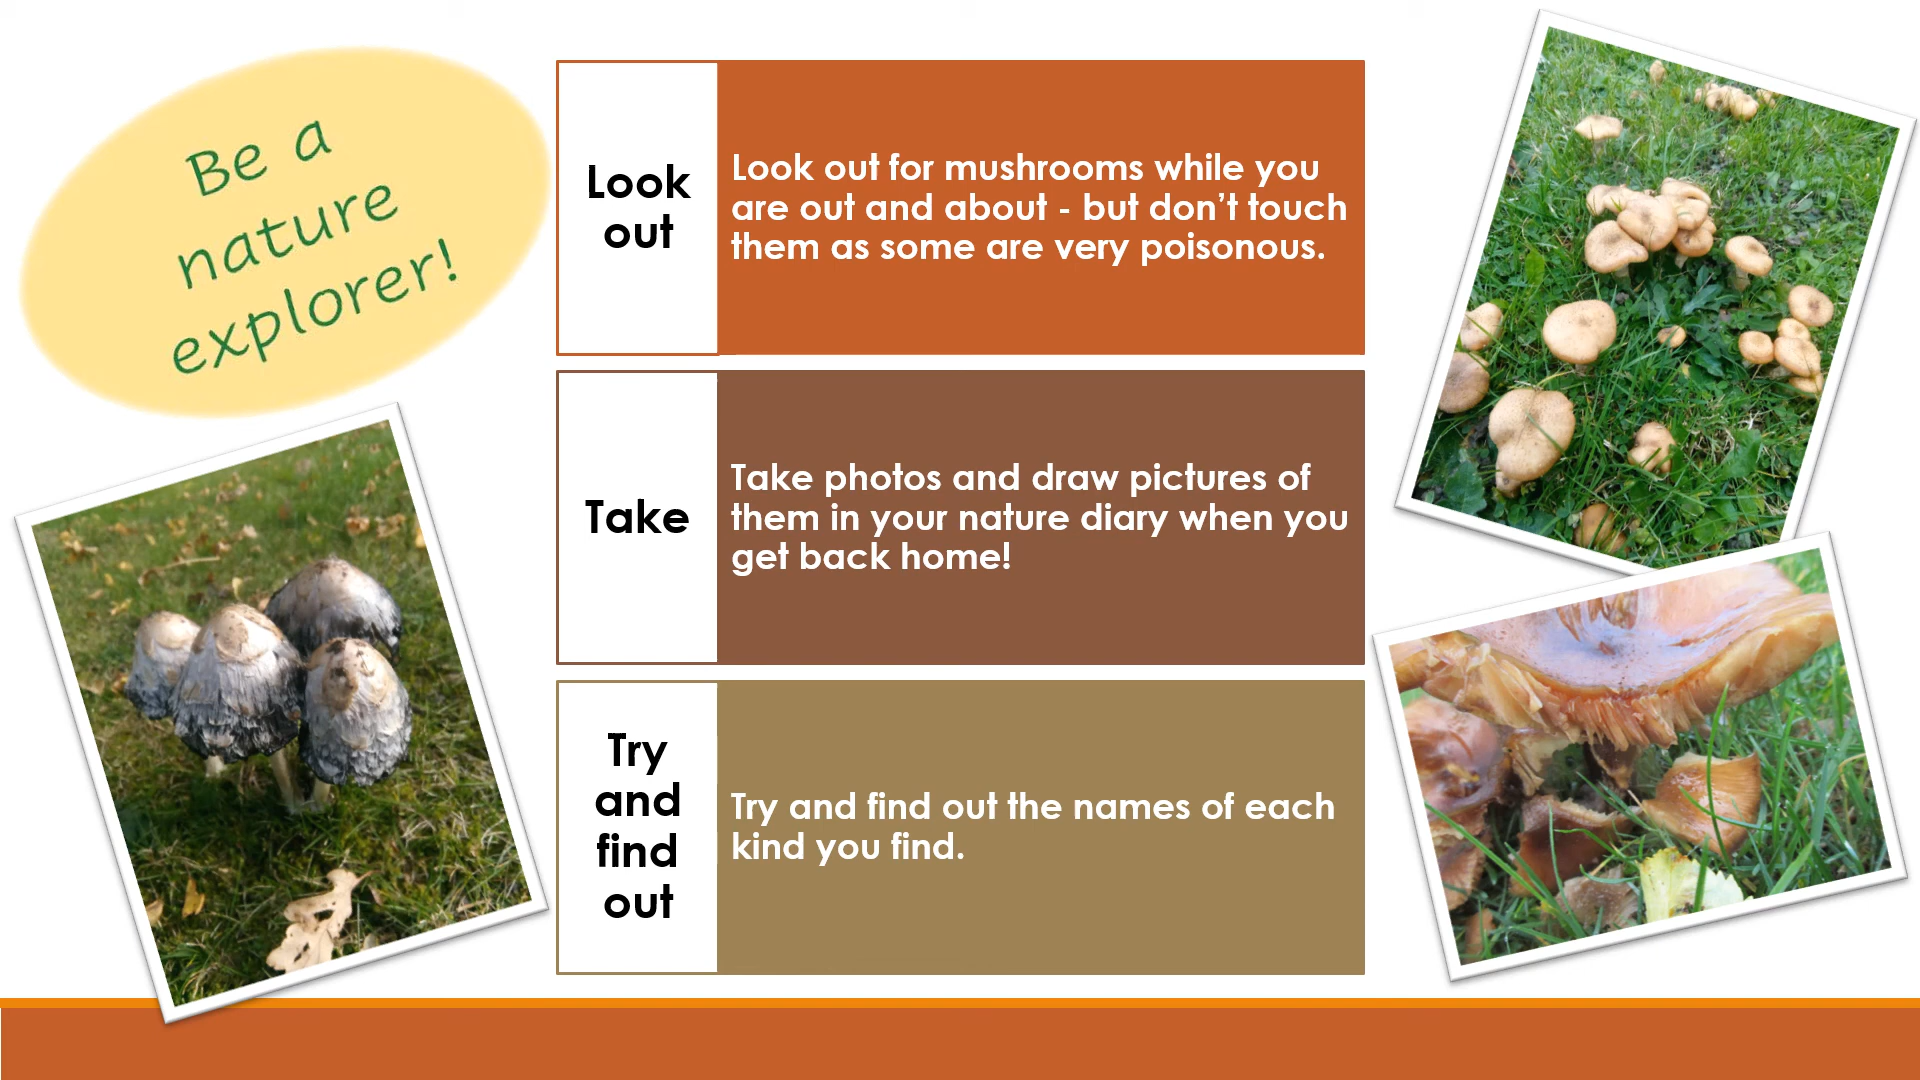 Be a
nature
explorer!
Look
out
Look out for mushrooms while you
are out and about - but don’t touch
them as some are very poisonous.
Take
Take photos and draw pictures of
them in your nature diary when you
get back home!
Try
and
find
out
Try and find out the names of each
kind you find.